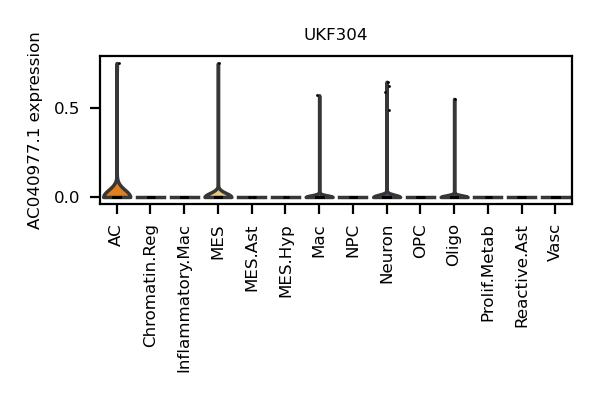 UKF304
AC040977.1 expression
0.5
0.0
AC
Chromatin.Reg
Inflammatory.Mac
MES
MES.Ast
MES.Hyp
Mac
NPC
Neuron
OPC
Oligo
Prolif.Metab
Reactive.Ast
Vasc